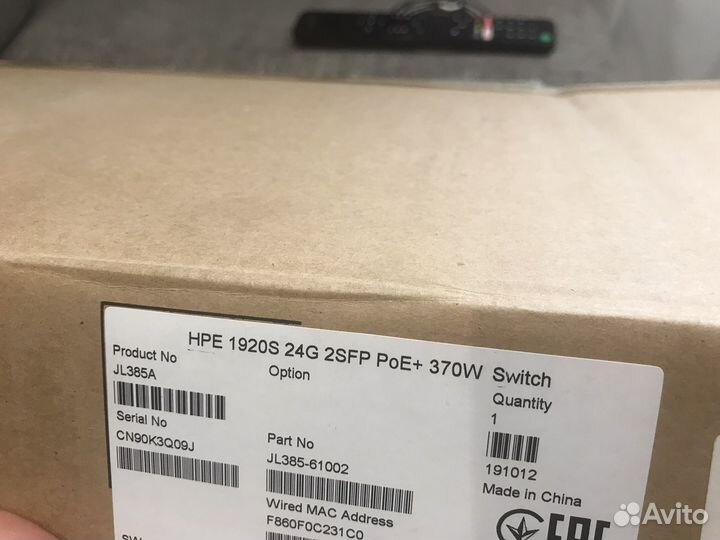 HPE 1920S 24G 2SFP PoE+ 370W Switch
Product No
JL385A
Option
Quantity
1
Serial No
CN90K3Q09J
Part No
JL385-61002
191012
Made in China
Wired MAC Address
F860F0C231C0
EAC
Avito